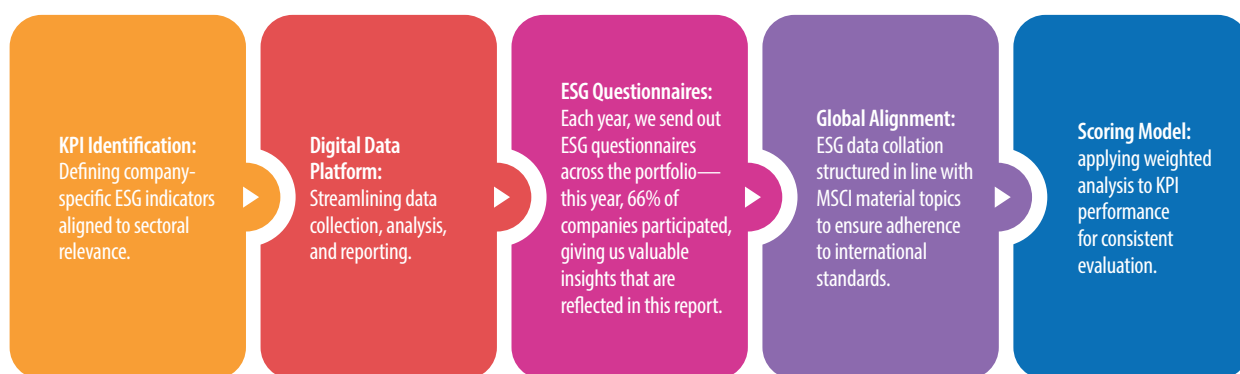 KPI Identification:
Defining company-
specific ESG indicators
aligned to sectoral
relevance.
Digital Data
Platform:
Streamlining data
collection, analysis,
and reporting.
ESG Questionnaires:
Each year, we send out
ESG questionnaires
across the portfolio—
this year, 66% of
companies participated,
giving us valuable
insights that are
reflected in this report.
Global Alignment:
ESG data collation
structured in line with
MSCI material topics
to ensure adherence
to international
standards.
Scoring Model:
applying weighted
analysis to KPI
performance
for consistent
evaluation.